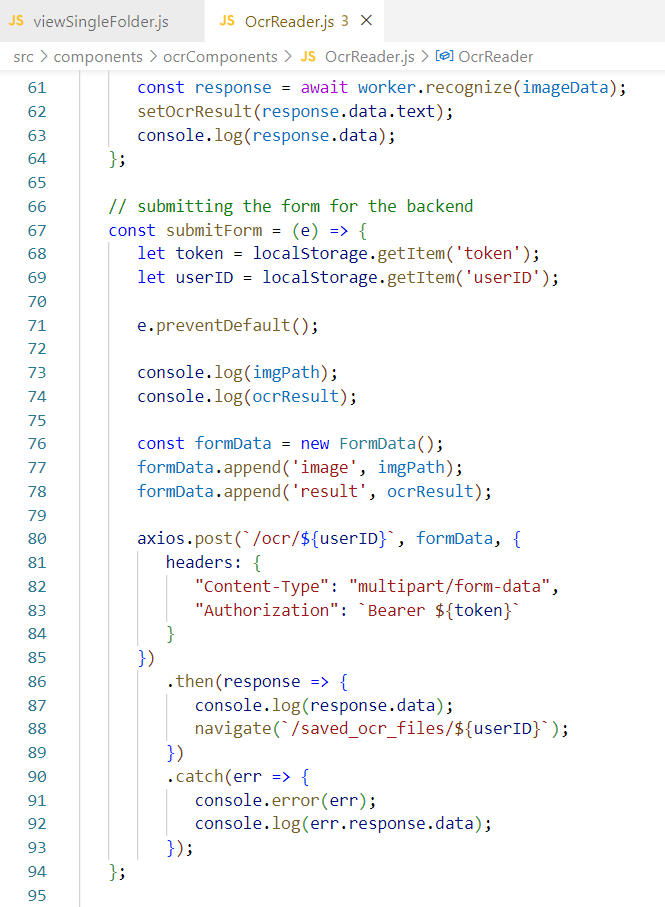 JS viewSingleFolder.js JS OcrReader.js 3 ×
src > components > ocrComponents > JS OcrReader.js > OcrReader
61 const response = await worker.recognize(imageData);
62 setOcrResult(response.data.text);
63 console.log(response.data);
64 };
65
66 // submitting the form for the backend
67 const submitForm = (e) => {
68 let token = localStorage.getItem('token');
69 let userID = localStorage.getItem('userID');
70
71 e.preventDefault();
72
73 console.log(imgPath);
74 console.log(ocrResult);
75
76 const formData = new FormData();
77 formData.append('image', imgPath);
78 formData.append('result', ocrResult);
79
80 axios.post(`/ocr/${userID}`, formData, {
81 headers: {
82 "Content-Type": "multipart/form-data",
83 "Authorization": `Bearer ${token}`
84 }
85 })
86 .then(response => {
87 console.log(response.data);
88 navigate(`/saved_ocr_files/${userID}`);
89 })
90 .catch(err => {
91 console.error(err);
92 console.log(err.response.data);
93 });
94 };
95